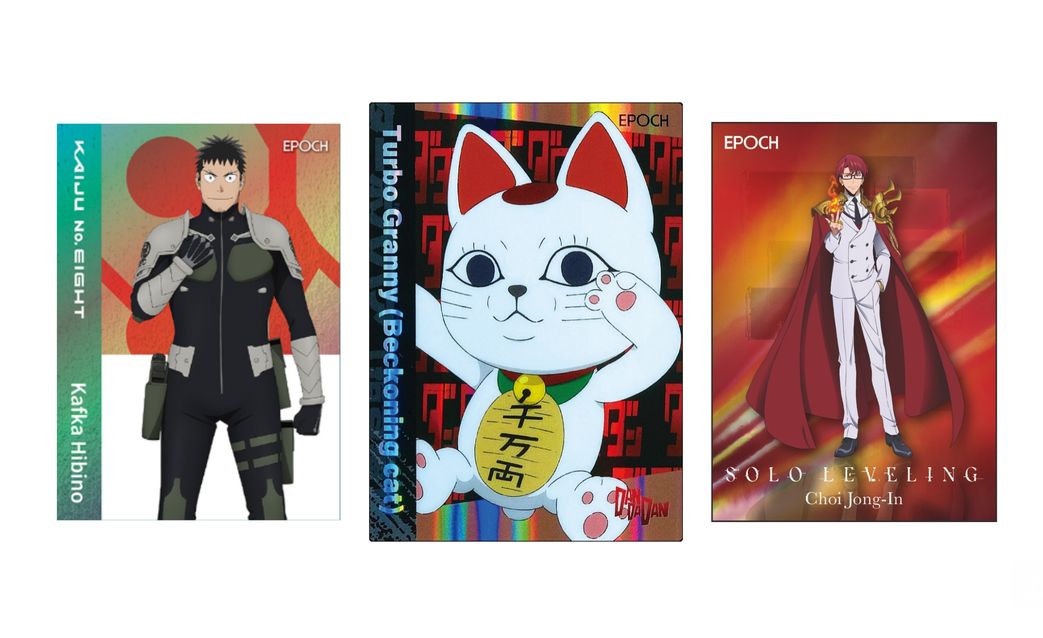 KAIJU No. EIGHT
Kafka Hibino
EPOCH
Turbo Granny (Beckoning cat)
EPOCH
千万両
DAN DA DAN
EPOCH
SOLO LEVELING
Choi Jong-In